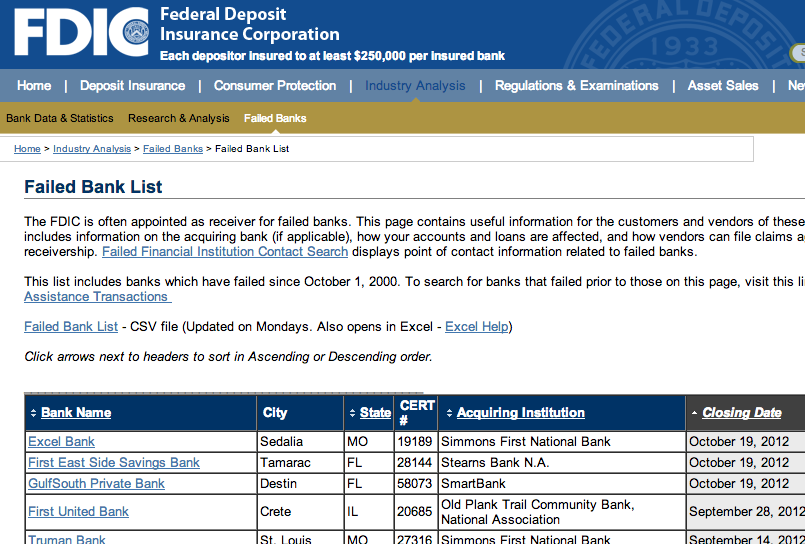 FDIC
Federal Deposit
Insurance Corporation
Each depositor insured to at least $250,000 per insured bank
FEDERAL DEPOSIT
1933
Home | Deposit Insurance | Consumer Protection | Industry Analysis | Regulations & Examinations | Asset Sales | Ne
Bank Data & Statistics Research & Analysis Failed Banks
Home > Industry Analysis > Failed Banks > Failed Bank List
Failed Bank List
The FDIC is often appointed as receiver for failed banks. This page contains useful information for the customers and vendors of these
includes information on the acquiring bank (if applicable), how your accounts and loans are affected, and how vendors can file claims a
receivership. Failed Financial Institution Contact Search displays point of contact information related to failed banks.
This list includes banks which have failed since October 1, 2000. To search for banks that failed prior to those on this page, visit this li
Assistance Transactions
Failed Bank List - CSV file (Updated on Mondays. Also opens in Excel - Excel Help)
Click arrows next to headers to sort in Ascending or Descending order.
Bank Name City State CERT # Acquiring Institution Closing Date
Excel Bank Sedalia MO 19189 Simmons First National Bank October 19, 2012
First East Side Savings Bank Tamarac FL 28144 Stearns Bank N.A. October 19, 2012
GulfSouth Private Bank Destin FL 58073 SmartBank October 19, 2012
First United Bank Crete IL 20685 Old Plank Trail Community Bank, National Association September 28, 2012
Truman Bank St. Louis MO 27316 Simmons First National Bank September 14, 2012